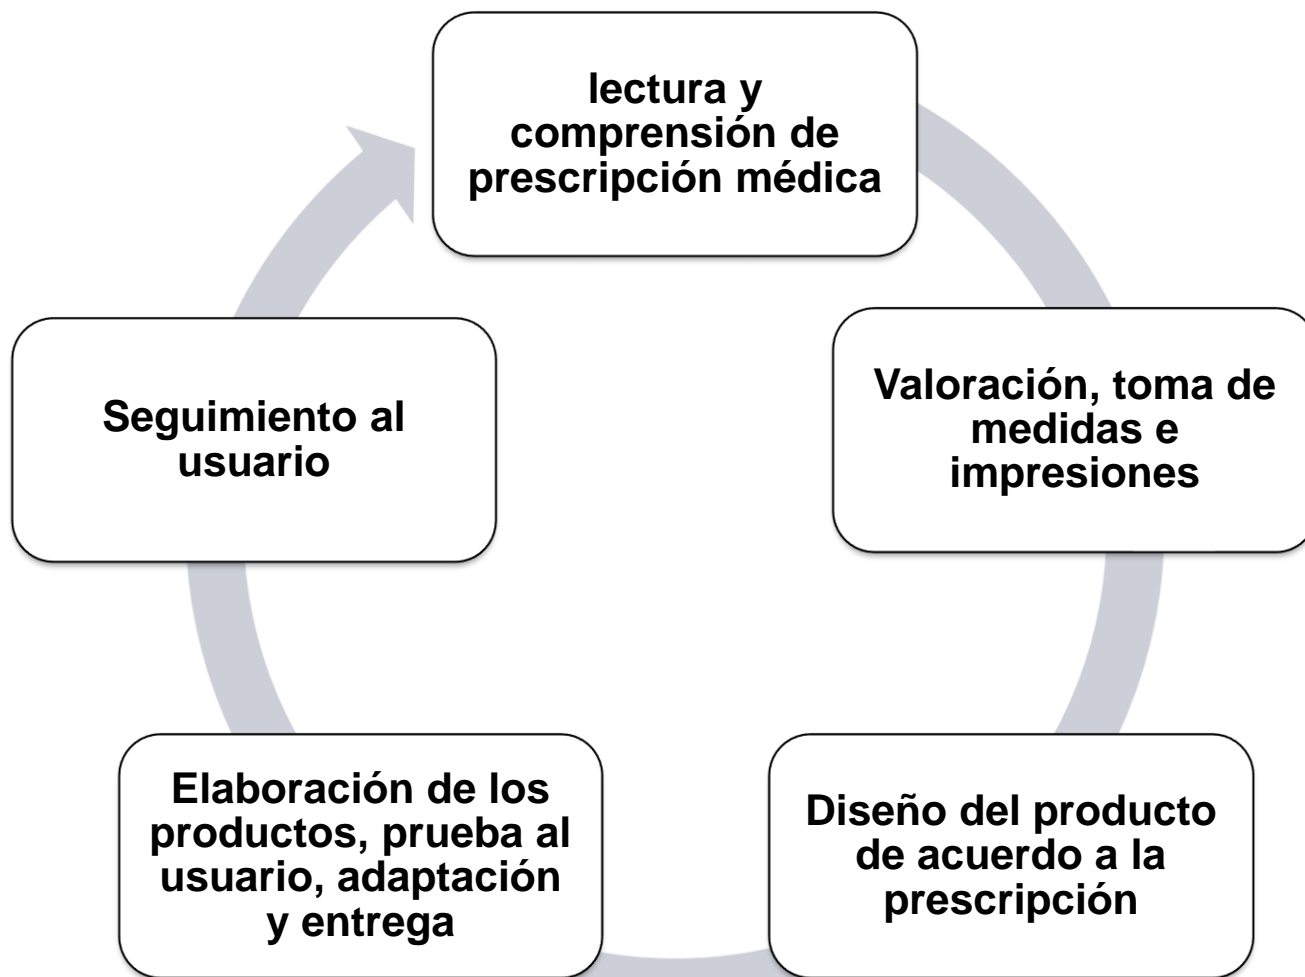 lectura y
comprensión de
prescripción médica
Valoración, toma de
medidas e
impresiones
Diseño del producto
de acuerdo a la
prescripción
Elaboración de los
productos, prueba al
usuario, adaptación
y entrega
Seguimiento al
usuario